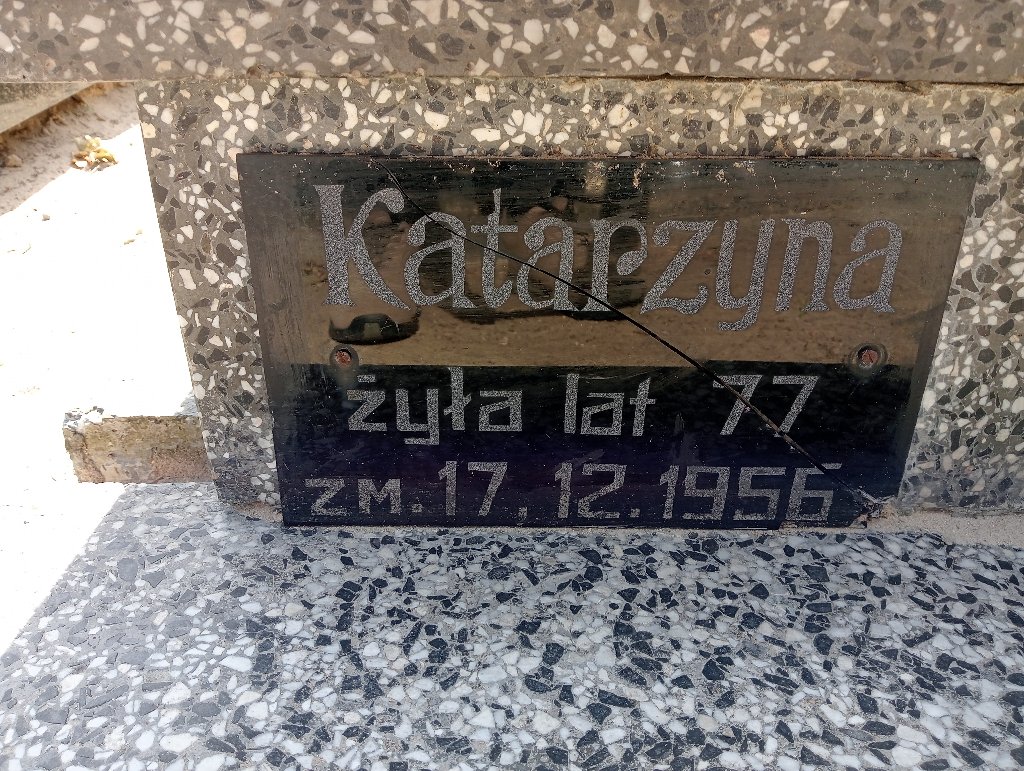 Katarzyna
żyła lat 77
zm.17,12.1956